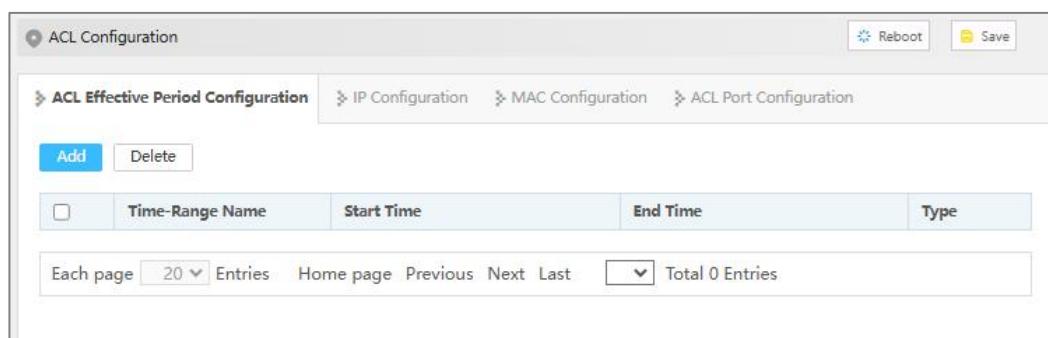 ACL Configuration Reboot Save
ACL Effective Period Configuration IP Configuration MAC Configuration ACL Port Configuration
Add Delete
Time-Range Name Start Time End Time Type
Each page 20 Entries Home page Previous Next Last Total 0 Entries